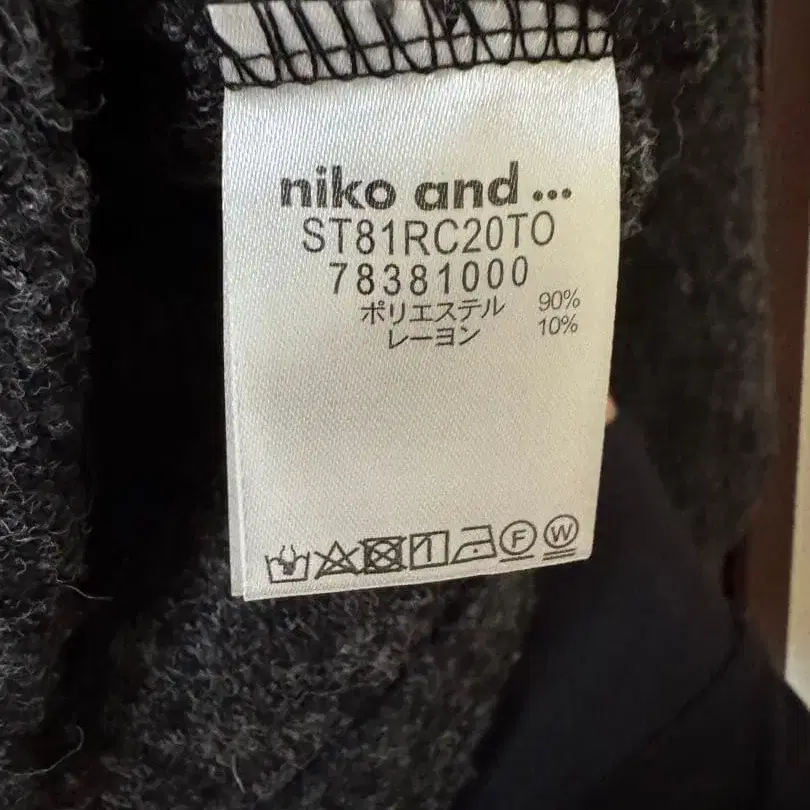 niko and ...
ST81RC20TO
78381000
ポリエステル 90%
レーヨン 10%
F W